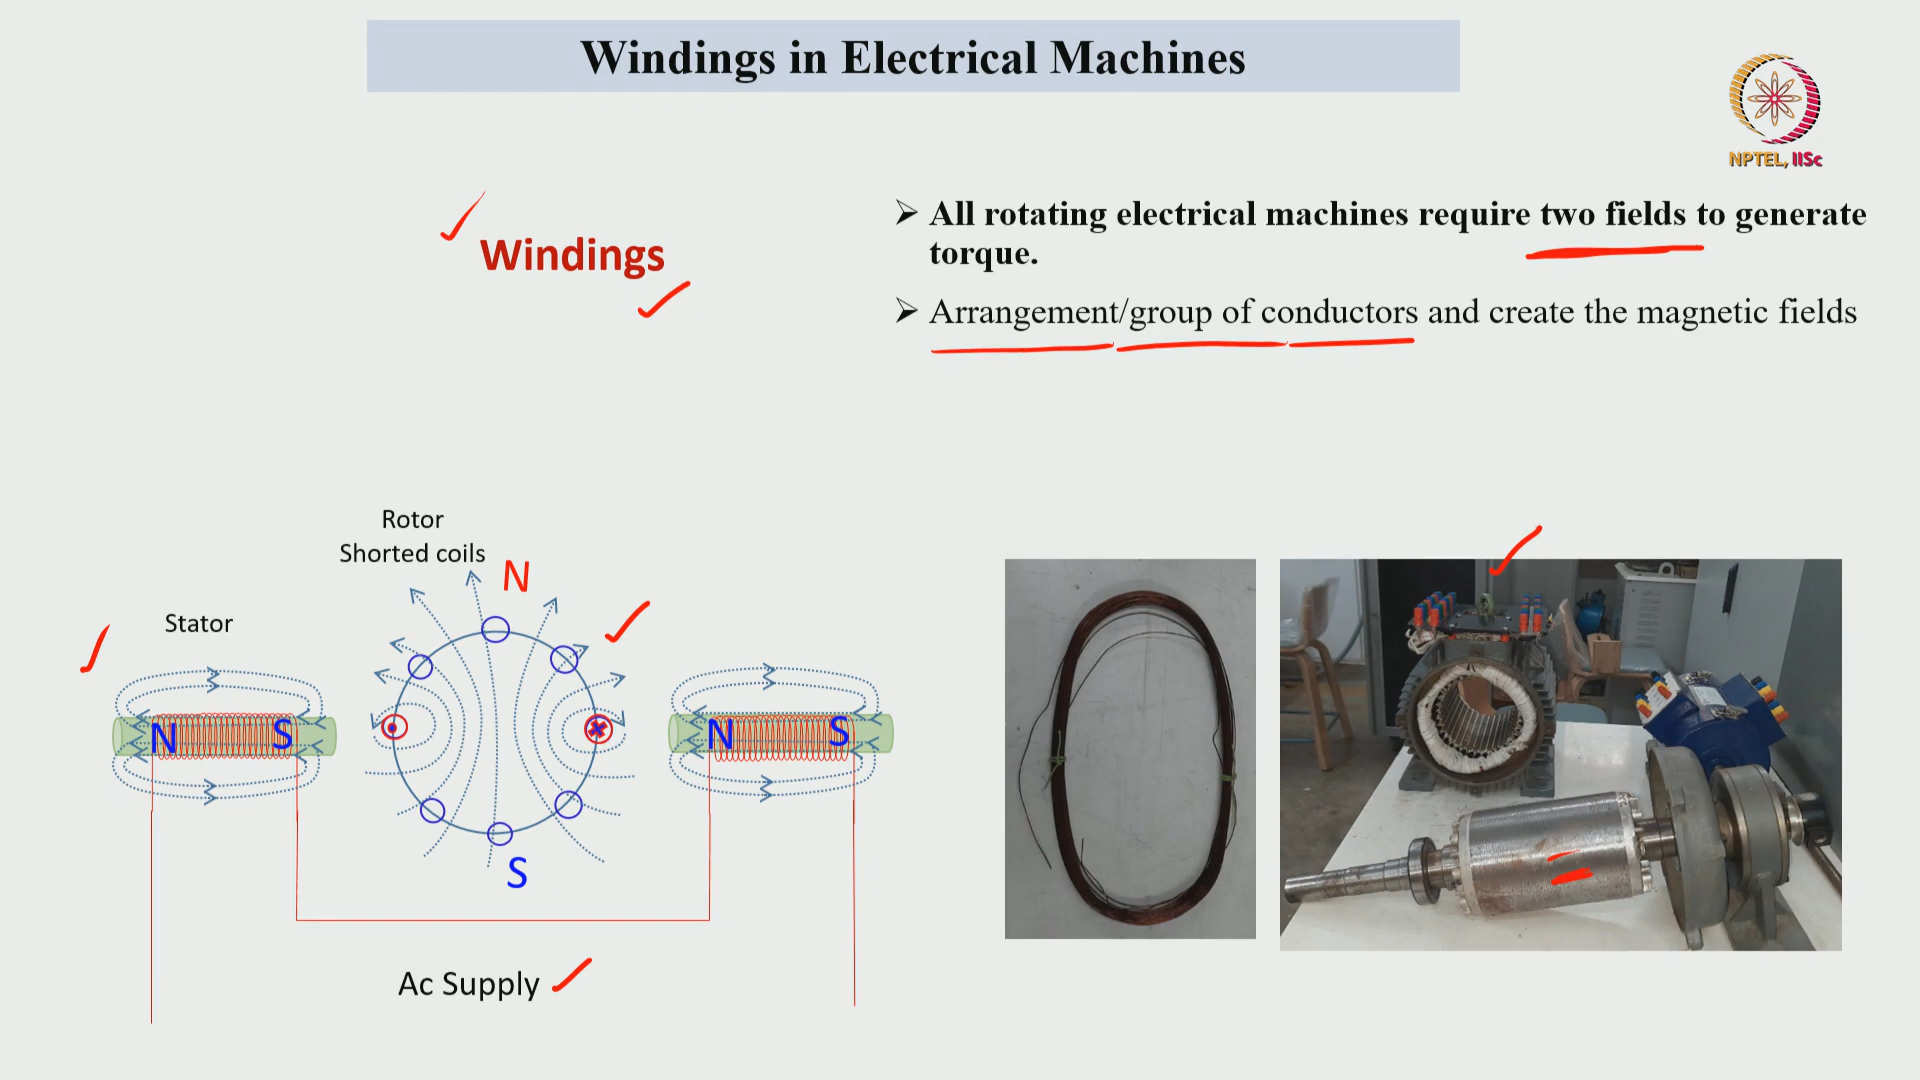 Windings in Electrical Machines
NPTEL, IISc
Windings
➢ All rotating electrical machines require two fields to generate
torque.
➢ Arrangement/group of conductors and create the magnetic fields
Rotor
Shorted coils
N
Stator
N S
N S
S
Ac Supply